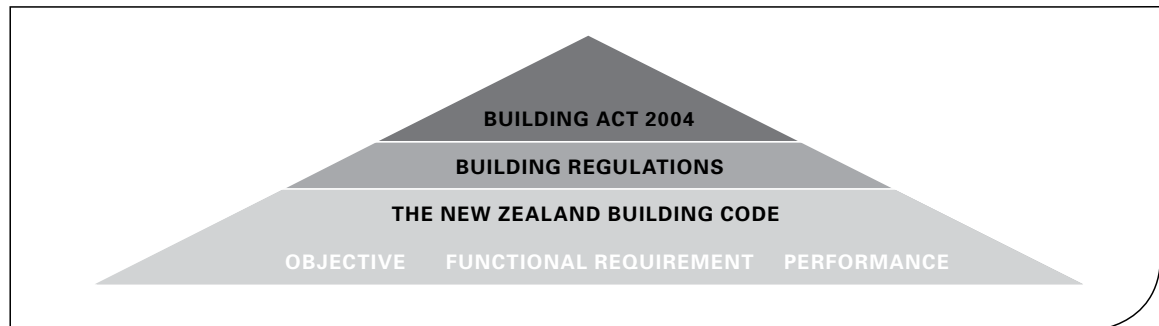 BUILDING ACT 2004
BUILDING REGULATIONS
THE NEW ZEALAND BUILDING CODE
OBJECTIVE FUNCTIONAL REQUIREMENT PERFORMANCE